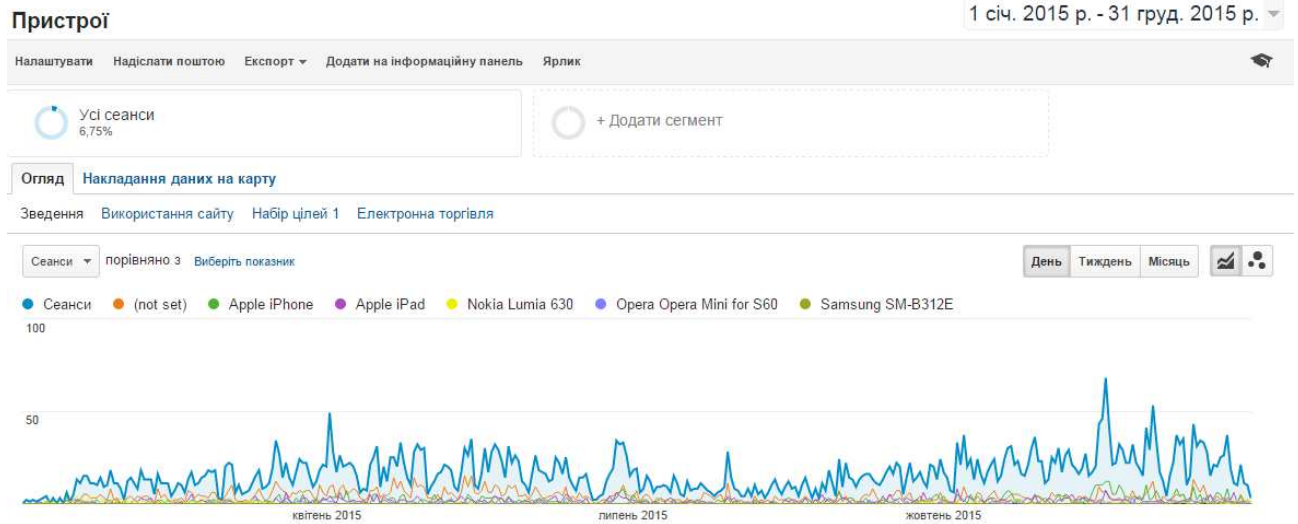 Пристрої
1 січ. 2015 р. - 31 груд. 2015 р.
Налаштувати Надіслати поштою Експорт Додати на інформаційну панель Ярлик
Усі сеанси
6,75%
+ Додати сегмент
Огляд Накладання даних на карту
Зведення Використання сайту Набір цілей 1 Електронна торгівля
Сеанси порівняно з Виберіть показник День Тиждень Місяць
Сеанси (not set) Apple iPhone Apple iPad Nokia Lumia 630 Opera Opera Mini for S60 Samsung SM-B312E
100
50
квітень 2015 липень 2015 жовтень 2015